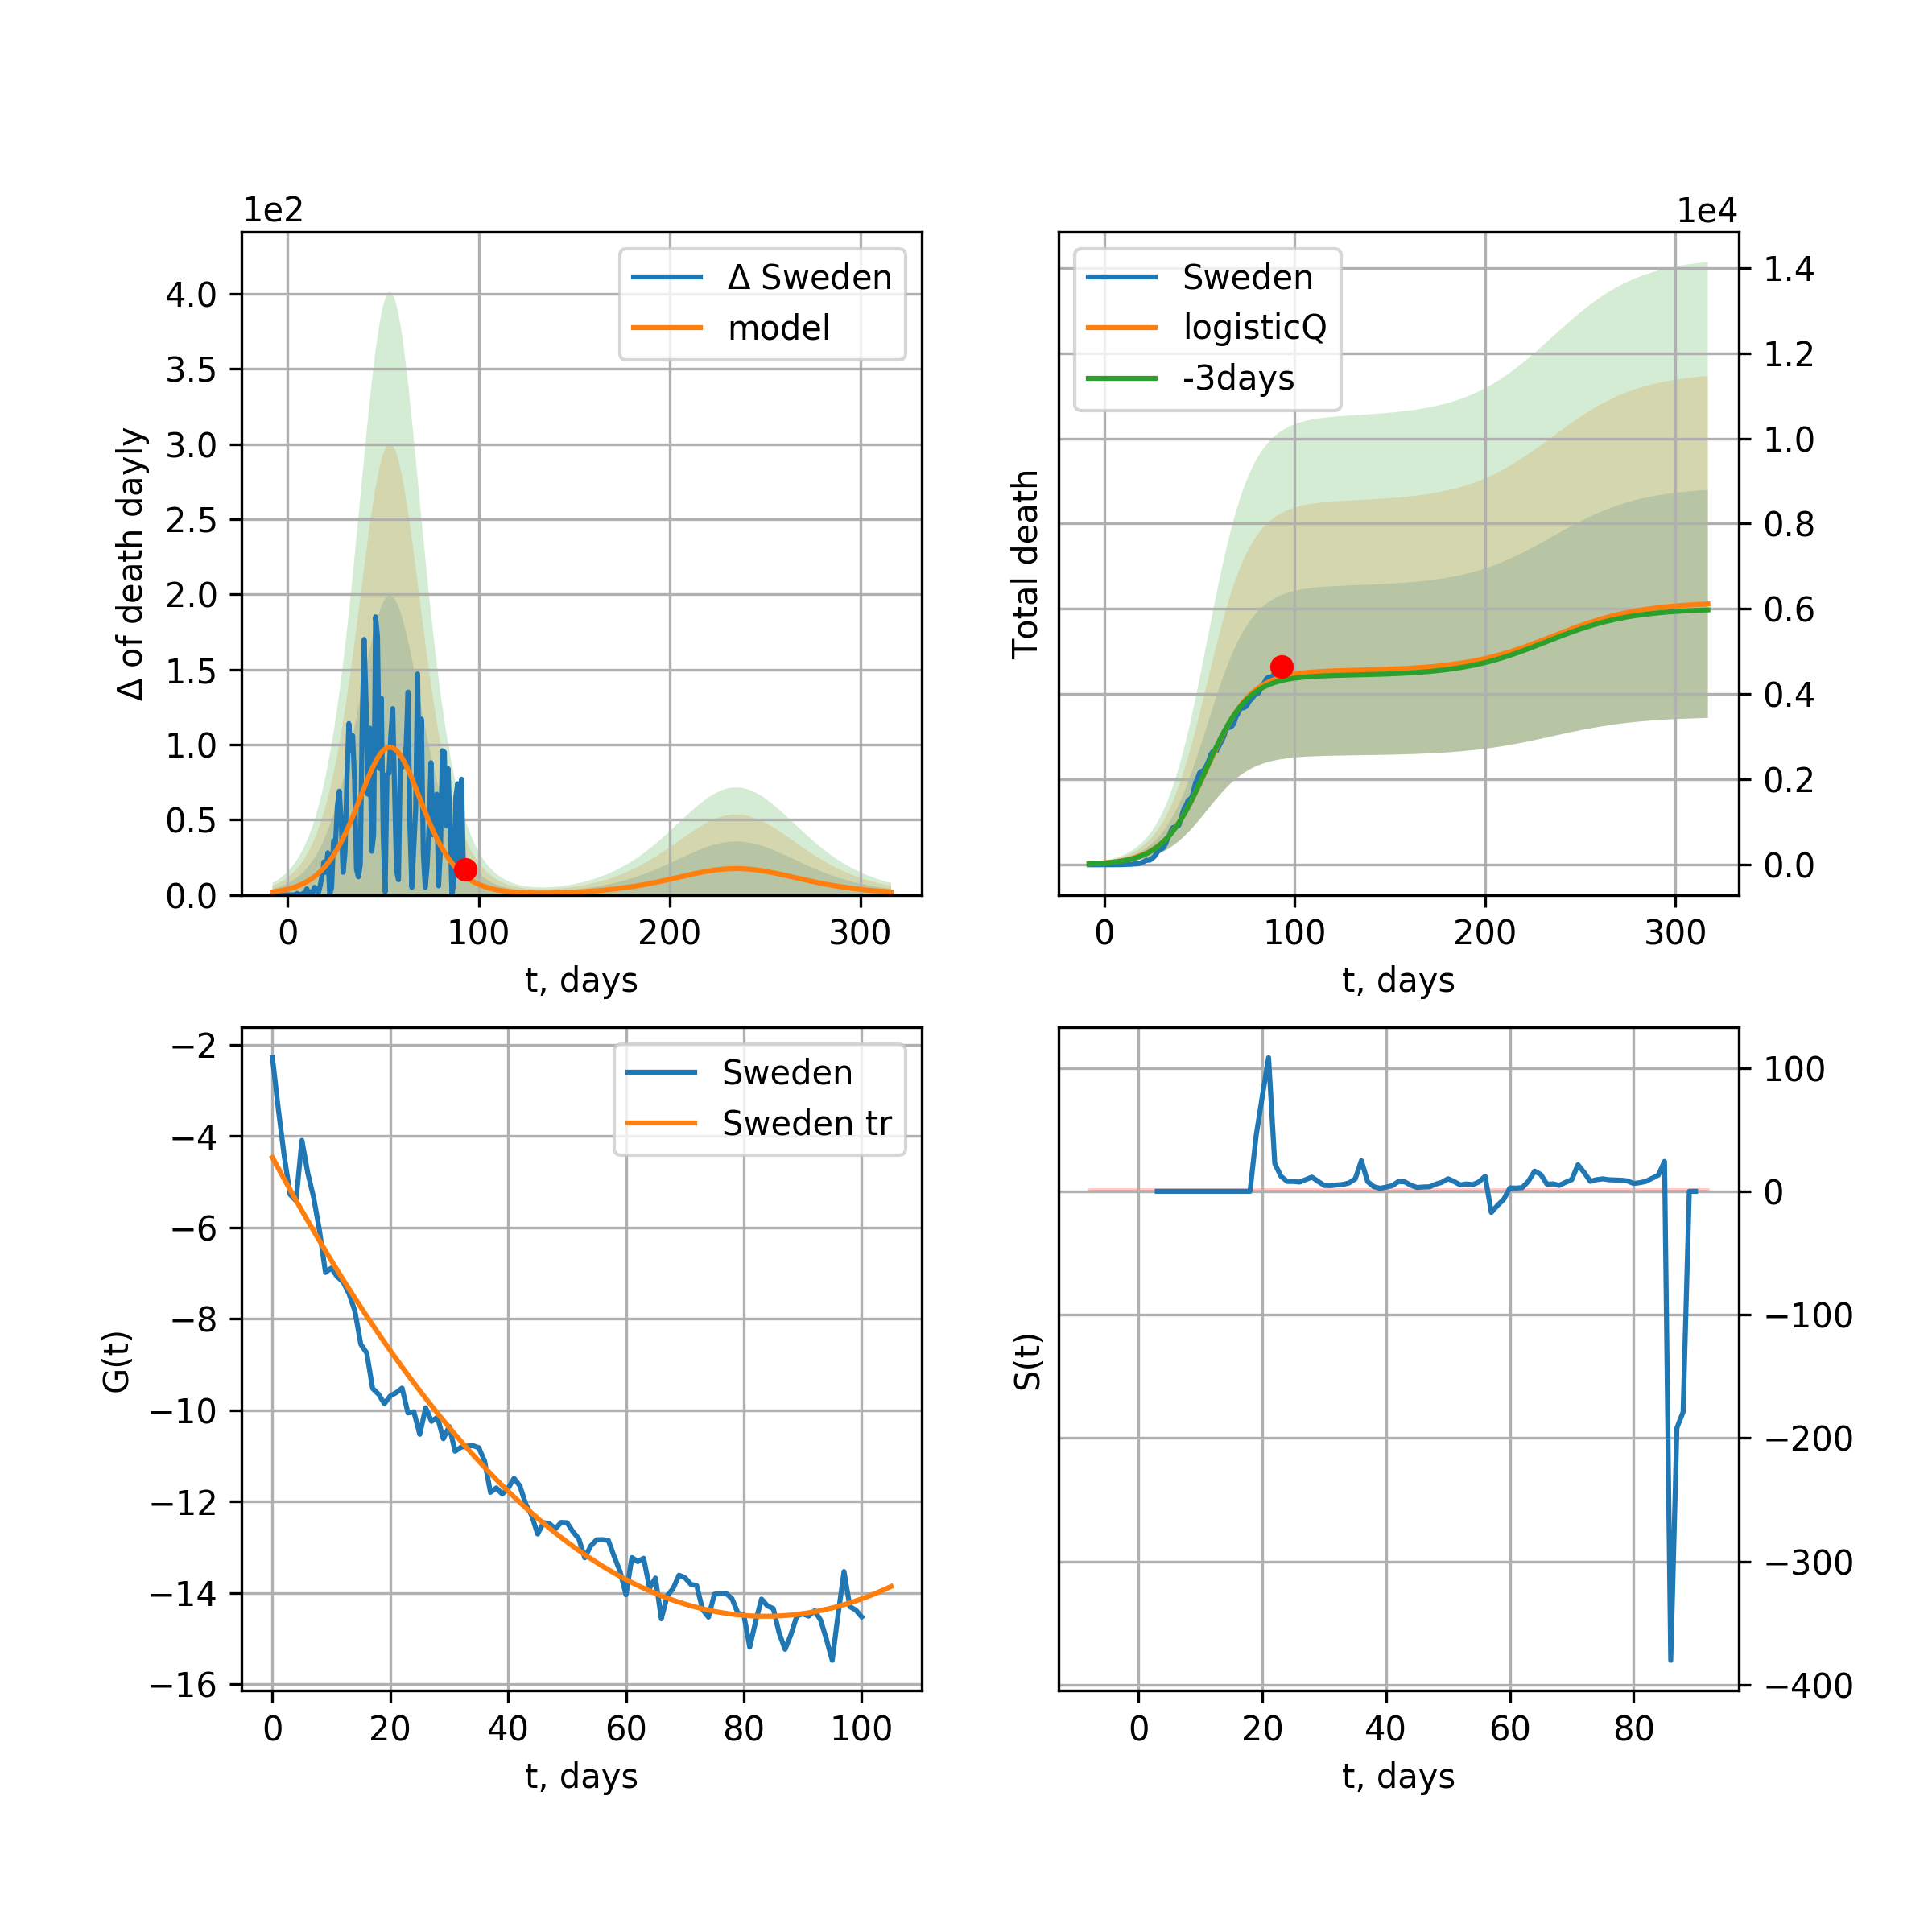 1e2
Δ Sweden
model
4.0
3.5
3.0
2.5
2.0
1.5
1.0
0.5
0.0
Δ of death dayly
0 100 200 300
t, days
1e4
Sweden
logisticQ
-3days
1.4
1.2
1.0
0.8
0.6
0.4
0.2
0.0
Total death
0 100 200 300
t, days
Sweden
Sweden tr
−2
−4
−6
−8
−10
−12
−14
−16
G(t)
0 20 40 60 80 100
t, days
100
0
−100
−200
−300
−400
S(t)
0 20 40 60 80
t, days